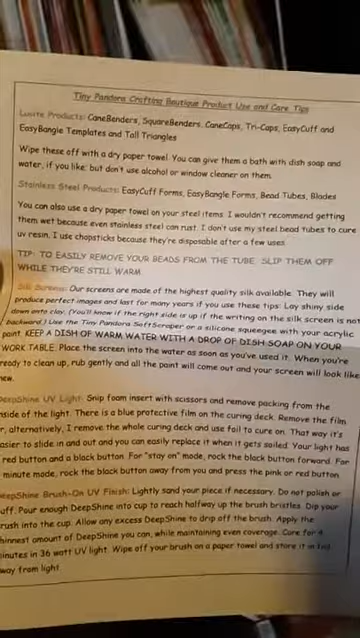 Tiny Pandora Crafting Boutique Product Use and Care Tips
Lucite Products: CaneBenders, SquareBenders, CaneCaps, Tri-Caps, EasyCuff and
EasyBangle Templates and Tall Triangles
Wipe these off with a dry paper towel. You can give them a bath with dish soap and
water, if you like; but don't use alcohol or window cleaner on them.
Stainless Steel Products: EasyCuff Forms, EasyBangle Forms, Bead Tubes, Blades
You can also use a dry paper towel on your steel items. I wouldn't recommend getting
them wet because even stainless steel can rust. I don't use my steel bead tubes to cure
uv resin. I use chopsticks because they're disposable after a few uses.
TIP: TO EASILY REMOVE YOUR BEADS FROM THE TUBE: SLIP THEM OFF
WHILE THEY'RE STILL WARM
Silk Screens: Our screens are made of the highest quality silk available. They will
produce perfect images and last for many years if you use these tips: Lay shiny side
down onto clay. (You'll know if the right side is up if the writing on the silk screen is not
backward.) Use the Tiny Pandora SoftScraper or a silicone squeegee with your acrylic
paint. KEEP A DISH OF WARM WATER WITH A DROP OF DISH SOAP ON YOUR
WORK TABLE. Place the screen into the water as soon as you've used it. When you're
ready to clean up, rub gently and all the paint will come out and your screen will look like
new.
DeepShine UV Light: Snip foam insert with scissors and remove packing from the
nside of the light. There is a blue protective film on the curing deck. Remove the film
r, alternatively, I remove the whole curing deck and use foil to cure on. That way it's
asier to slide in and out and you can easily replace it when it gets soiled. Your light has
red button and a black button. For "stay on" mode, rock the black button forward. For
minute mode, rock the black button away from you and press the pink or red button.
DeepShine Brush-On UV Finish: Lightly sand your piece if necessary. Do not polish or
uff. Pour enough DeepShine into cup to reach halfway up the brush bristles. Dip your
rush into the cup. Allow any excess DeepShine to drip off the brush. Apply the
hinnest amount of DeepShine you can, while maintaining even coverage. Cure for
inutes in 36 watt UV light. Wipe off your brush on a paper towel and store it in foil
way from light.